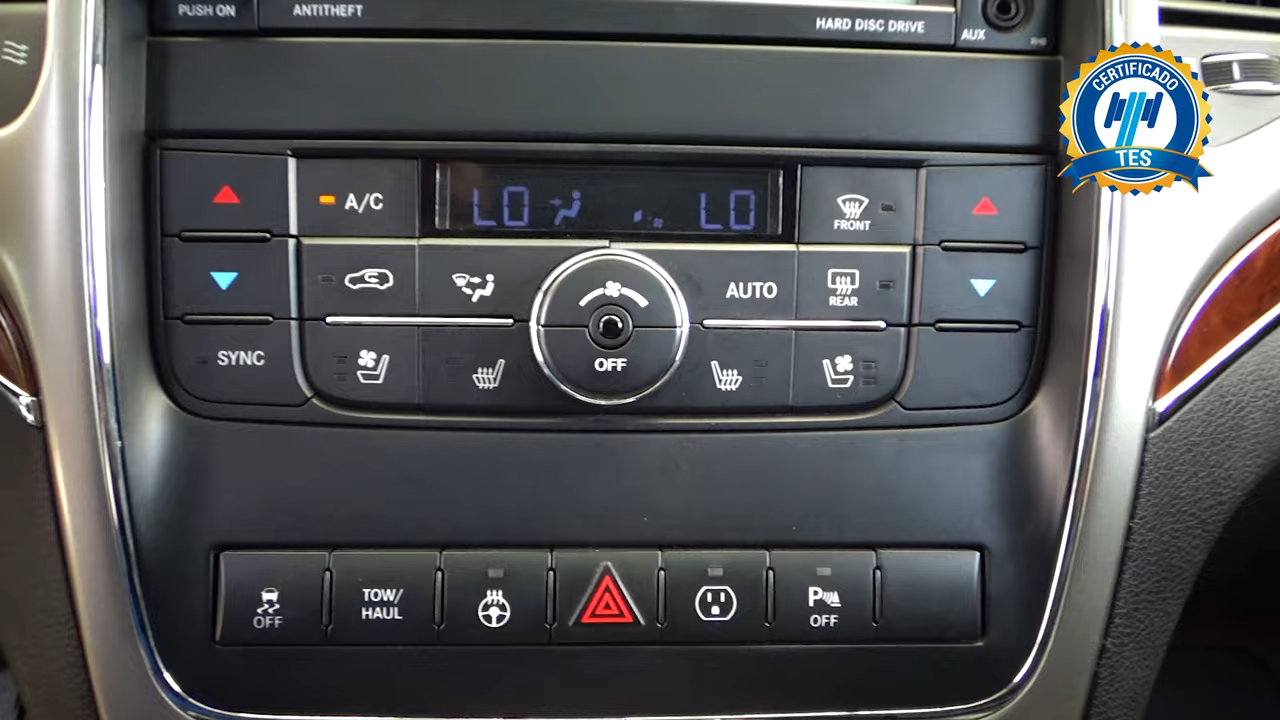 PUSH ON
ANTITHEFT
HARD DISC DRIVE
AUX
CERTIFICADO
TES
A/C
LO
LO
FRONT
AUTO
REAR
SYNC
OFF
OFF
TOW/
HAUL
P
OFF